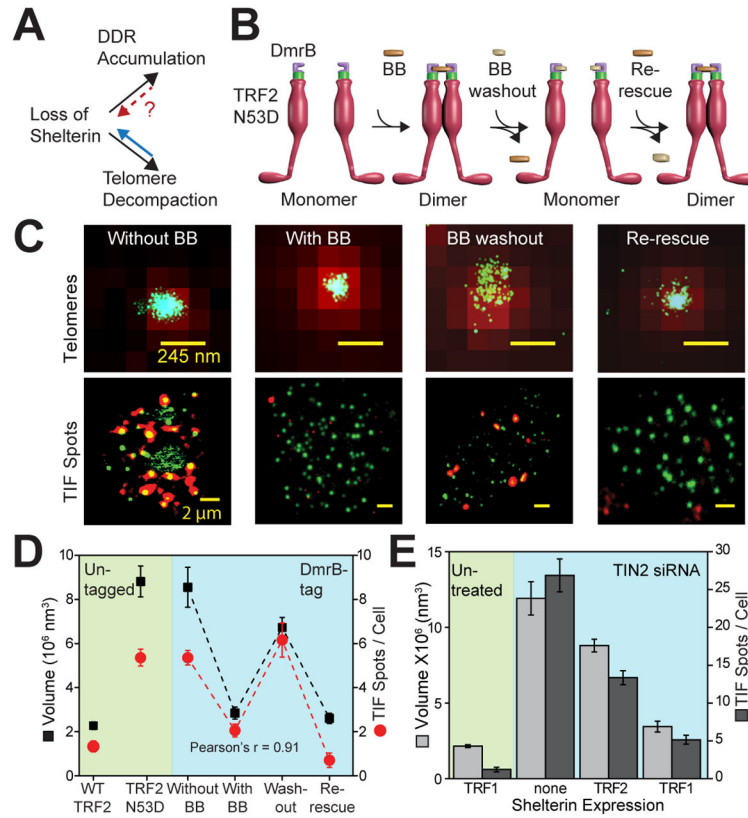 A
DDR
Accumulation
?
Loss of
Shelterin
Telomere
Decompaction
B
DmrB
BB
BB
washout
Re-
rescue
TRF2
N53D
Monomer
Dimer
Monomer
Dimer
C
Without BB
With BB
BB washout
Re-rescue
Telomeres
245 nm
TIF Spots
2 µm
D
Un-
tagged
DmrB-
tag
Volume (10⁶ nm³)
10
8
6
4
2
0
10
8
6
4
2
0
TIF Spots / Cell
Pearson's r = 0.91
WT
TRF2
TRF2
N53D
Without
BB
With
BB
Wash-
out
Re-
rescue
E
Un-
treated
TIN2 siRNA
Volume X10⁶ (nm³)
15
10
5
0
30
25
20
15
10
5
0
TIF Spots / Cell
TRF1
none
TRF2
TRF1
Shelterin Expression